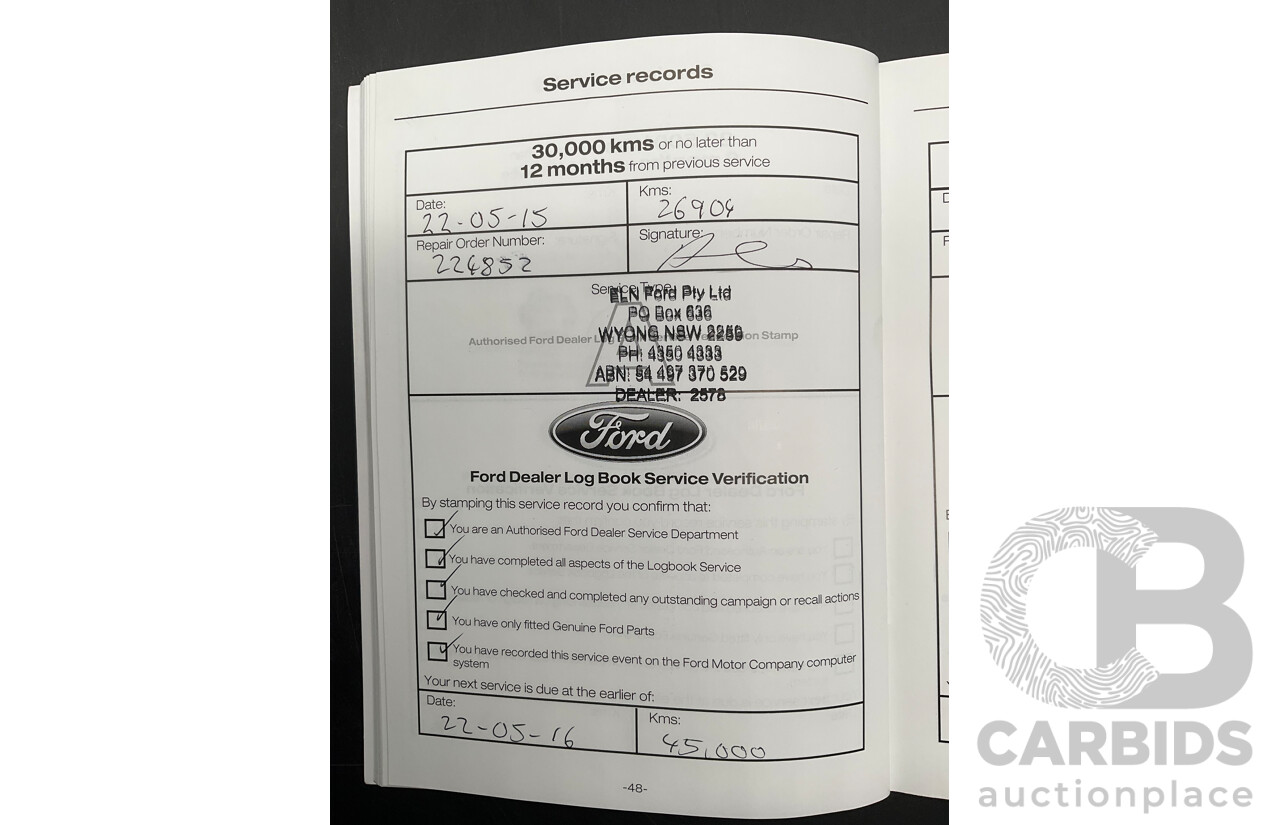 Service records
30,000 kms or no later than
12 months from previous service
Date:
22-05-15
Kms:
26904
Repair Order Number:
224852
Signature:
Service Type
ELN Ford Pty Ltd
PO Box 636
WYONG NSW 2259
Authorised Ford Dealer Log on Stamp
PH: 4350 4333
A
ABN: 54 497 370 529
DEALER: 2578
Ford
Ford Dealer Log Book Service Verification
By stamping this service record you confirm that:
You are an Authorised Ford Dealer Service Department
You have completed all aspects of the Logbook Service
You have checked and completed any outstanding campaign or recall actions
You have only fitted Genuine Ford Parts
You have recorded this service event on the Ford Motor Company computer
system
Your next service is due at the earlier of:
Date:
22-05-16
Kms:
45,000
-48-
CB
CARBIDS
auctionplace